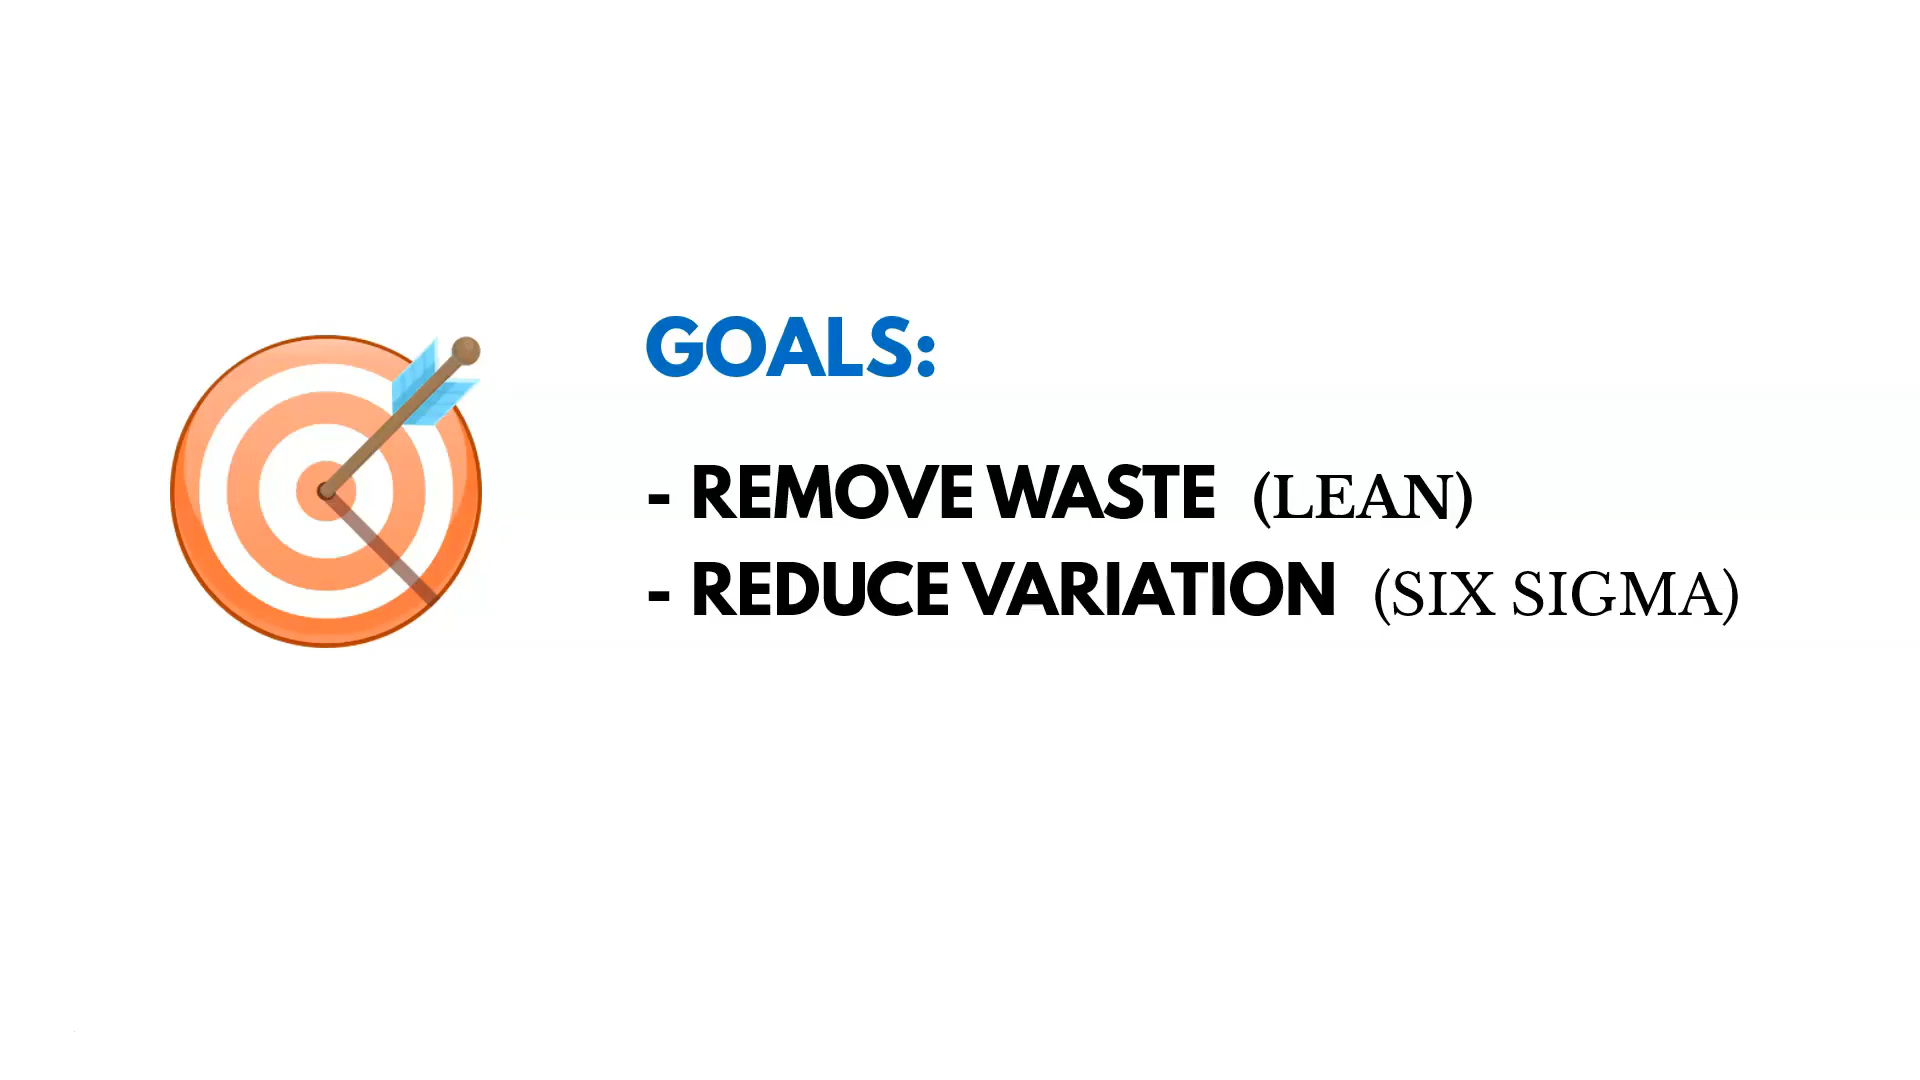 GOALS:
- REMOVE WASTE (LEAN)
- REDUCE VARIATION (SIX SIGMA)